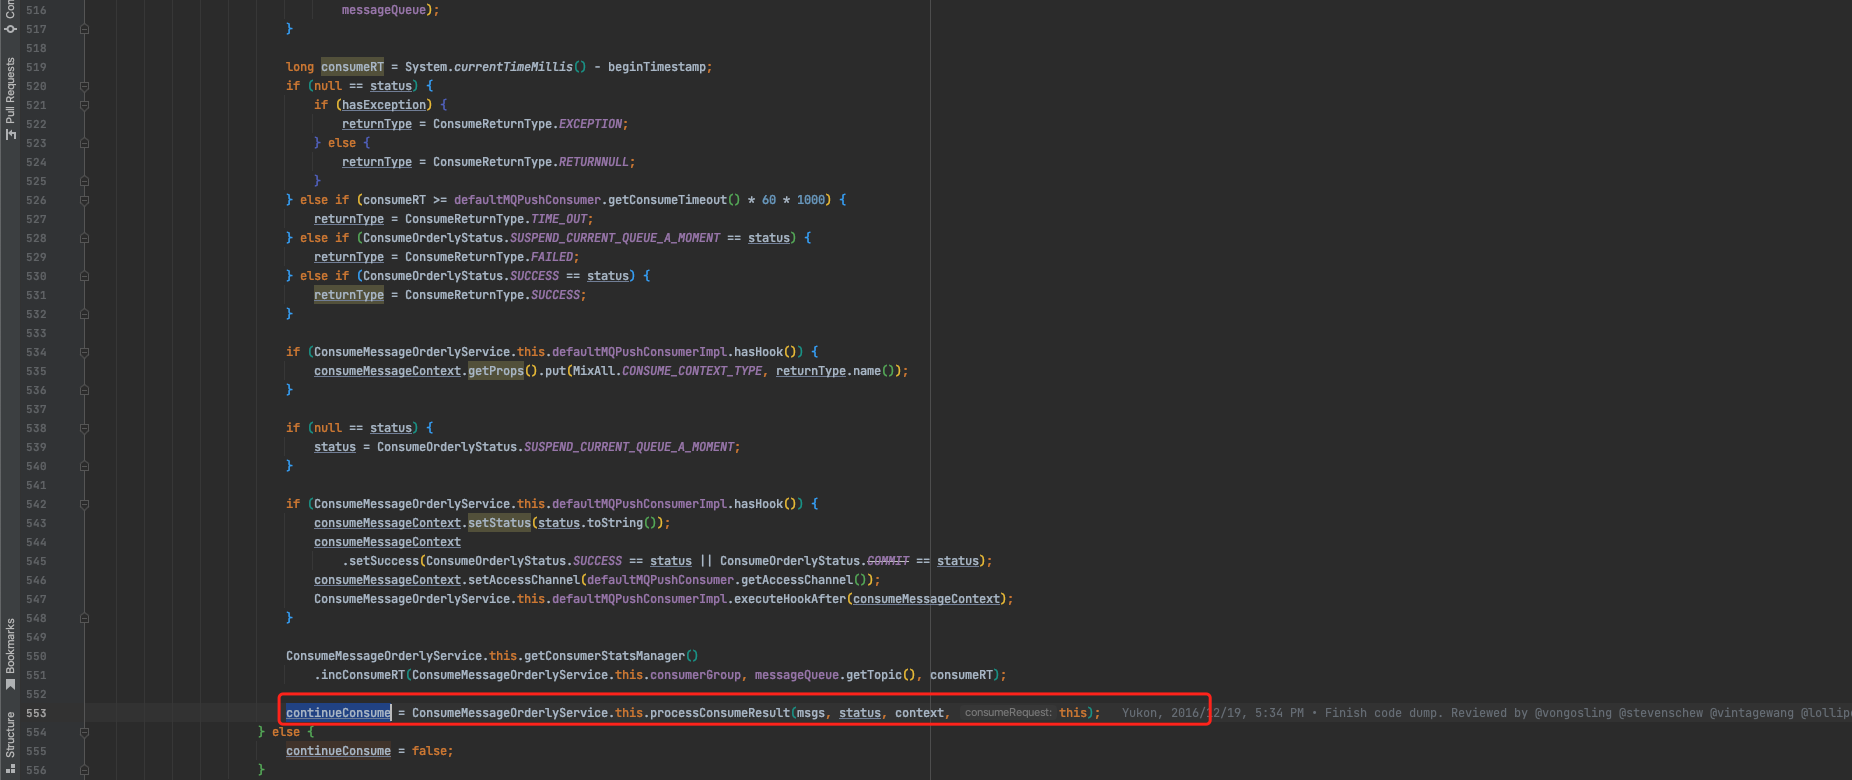 Con
Pull Requests
Bookmarks
Structure
516 messageQueue);
517 }
518
519 long consumeRT = System.currentTimeMillis() - beginTimestamp;
520 if (null == status) {
521 if (hasException) {
522 returnType = ConsumeReturnType.EXCEPTION;
523 } else {
524 returnType = ConsumeReturnType.RETURNNULL;
525 }
526 } else if (consumeRT >= defaultMQPushConsumer.getConsumeTimeout() * 60 * 1000) {
527 returnType = ConsumeReturnType.TIME_OUT;
528 } else if (ConsumeOrderlyStatus.SUSPEND_CURRENT_QUEUE_A_MOMENT == status) {
529 returnType = ConsumeReturnType.FAILED;
530 } else if (ConsumeOrderlyStatus.SUCCESS == status) {
531 returnType = ConsumeReturnType.SUCCESS;
532 }
533
534 if (ConsumeMessageOrderlyService.this.defaultMQPushConsumerImpl.hasHook()) {
535 consumeMessageContext.getProps().put(MixAll.CONSUME_CONTEXT_TYPE, returnType.name());
536 }
537
538 if (null == status) {
539 status = ConsumeOrderlyStatus.SUSPEND_CURRENT_QUEUE_A_MOMENT;
540 }
541
542 if (ConsumeMessageOrderlyService.this.defaultMQPushConsumerImpl.hasHook()) {
543 consumeMessageContext.setStatus(status.toString());
544 consumeMessageContext
545 .setSuccess(ConsumeOrderlyStatus.SUCCESS == status || ConsumeOrderlyStatus.COMMIT == status);
546 consumeMessageContext.setAccessChannel(defaultMQPushConsumer.getAccessChannel());
547 ConsumeMessageOrderlyService.this.defaultMQPushConsumerImpl.executeHookAfter(consumeMessageContext);
548 }
549
550 ConsumeMessageOrderlyService.this.getConsumerStatsManager()
551 .incConsumeRT(ConsumeMessageOrderlyService.this.consumerGroup, messageQueue.getTopic(), consumeRT);
552
553 continueConsume = ConsumeMessageOrderlyService.this.processConsumeResult(msgs, status, context, consumeRequest: this); Yukon, 2016/12/19, 5:34 PM • Finish code dump. Reviewed by @vongosling @stevenschew @vintagewang @lollipo
554 } else {
555 continueConsume = false;
556 }